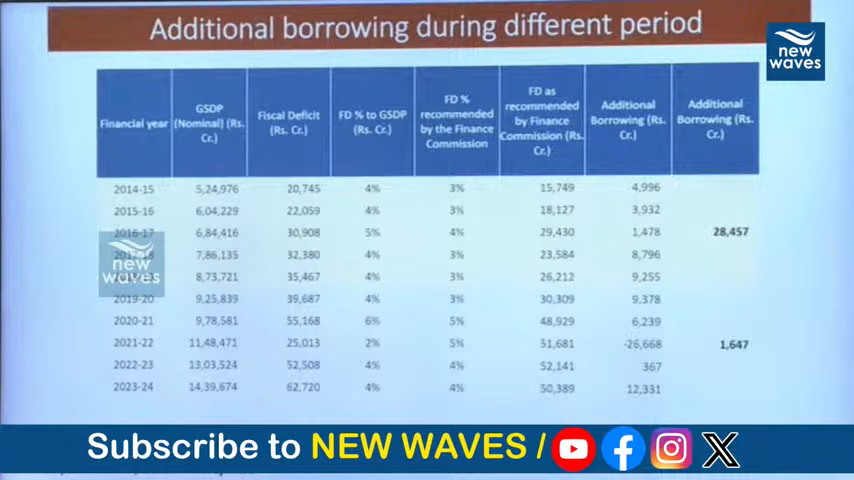 Additional borrowing during different period
new
waves
Financial year
GSDP
(Nominal) (Rs.
Cr.)
Fiscal Deficit
(Rs. Cr.)
FD % to GSDP
(Rs. Cr.)
FD %
recommended
by the Finance
Commission
FD as
recommended
by Finance
Commission (Rs.
Cr.)
Additional
Borrowing (Rs.
Cr.)
Additional
Borrowing (Rs.
Cr.)
2014-15 5,24,976 20,745 4% 3% 15,749 4,996
2015-16 6,04,229 22,059 4% 3% 18,127 3,932
2016-17 6,84,416 30,908 5% 4% 29,430 1,478 28,457
7,86,135 32,380 4% 3% 23,584 8,796
8,73,721 35,467 4% 3% 26,212 9,255
2019-20 9,25,839 39,687 4% 3% 30,309 9,378
2020-21 9,78,581 55,168 6% 5% 48,929 6,239
2021-22 11,48,471 25,013 2% 5% 51,681 -26,668 1,647
2022-23 13,03,524 52,508 4% 4% 52,141 367
2023-24 14,39,674 62,720 4% 4% 50,389 12,331
new
waves
Subscribe to NEW WAVES /